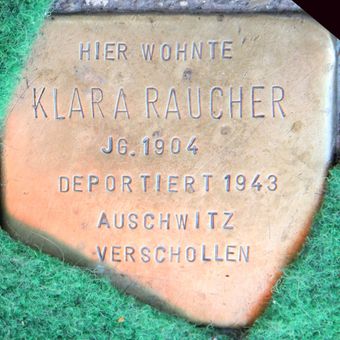 HIER WOHNTE
KLARA RAUCHER
JG. 1904
DEPORTIERT 1943
AUSCHWITZ
VERSCHOLLEN